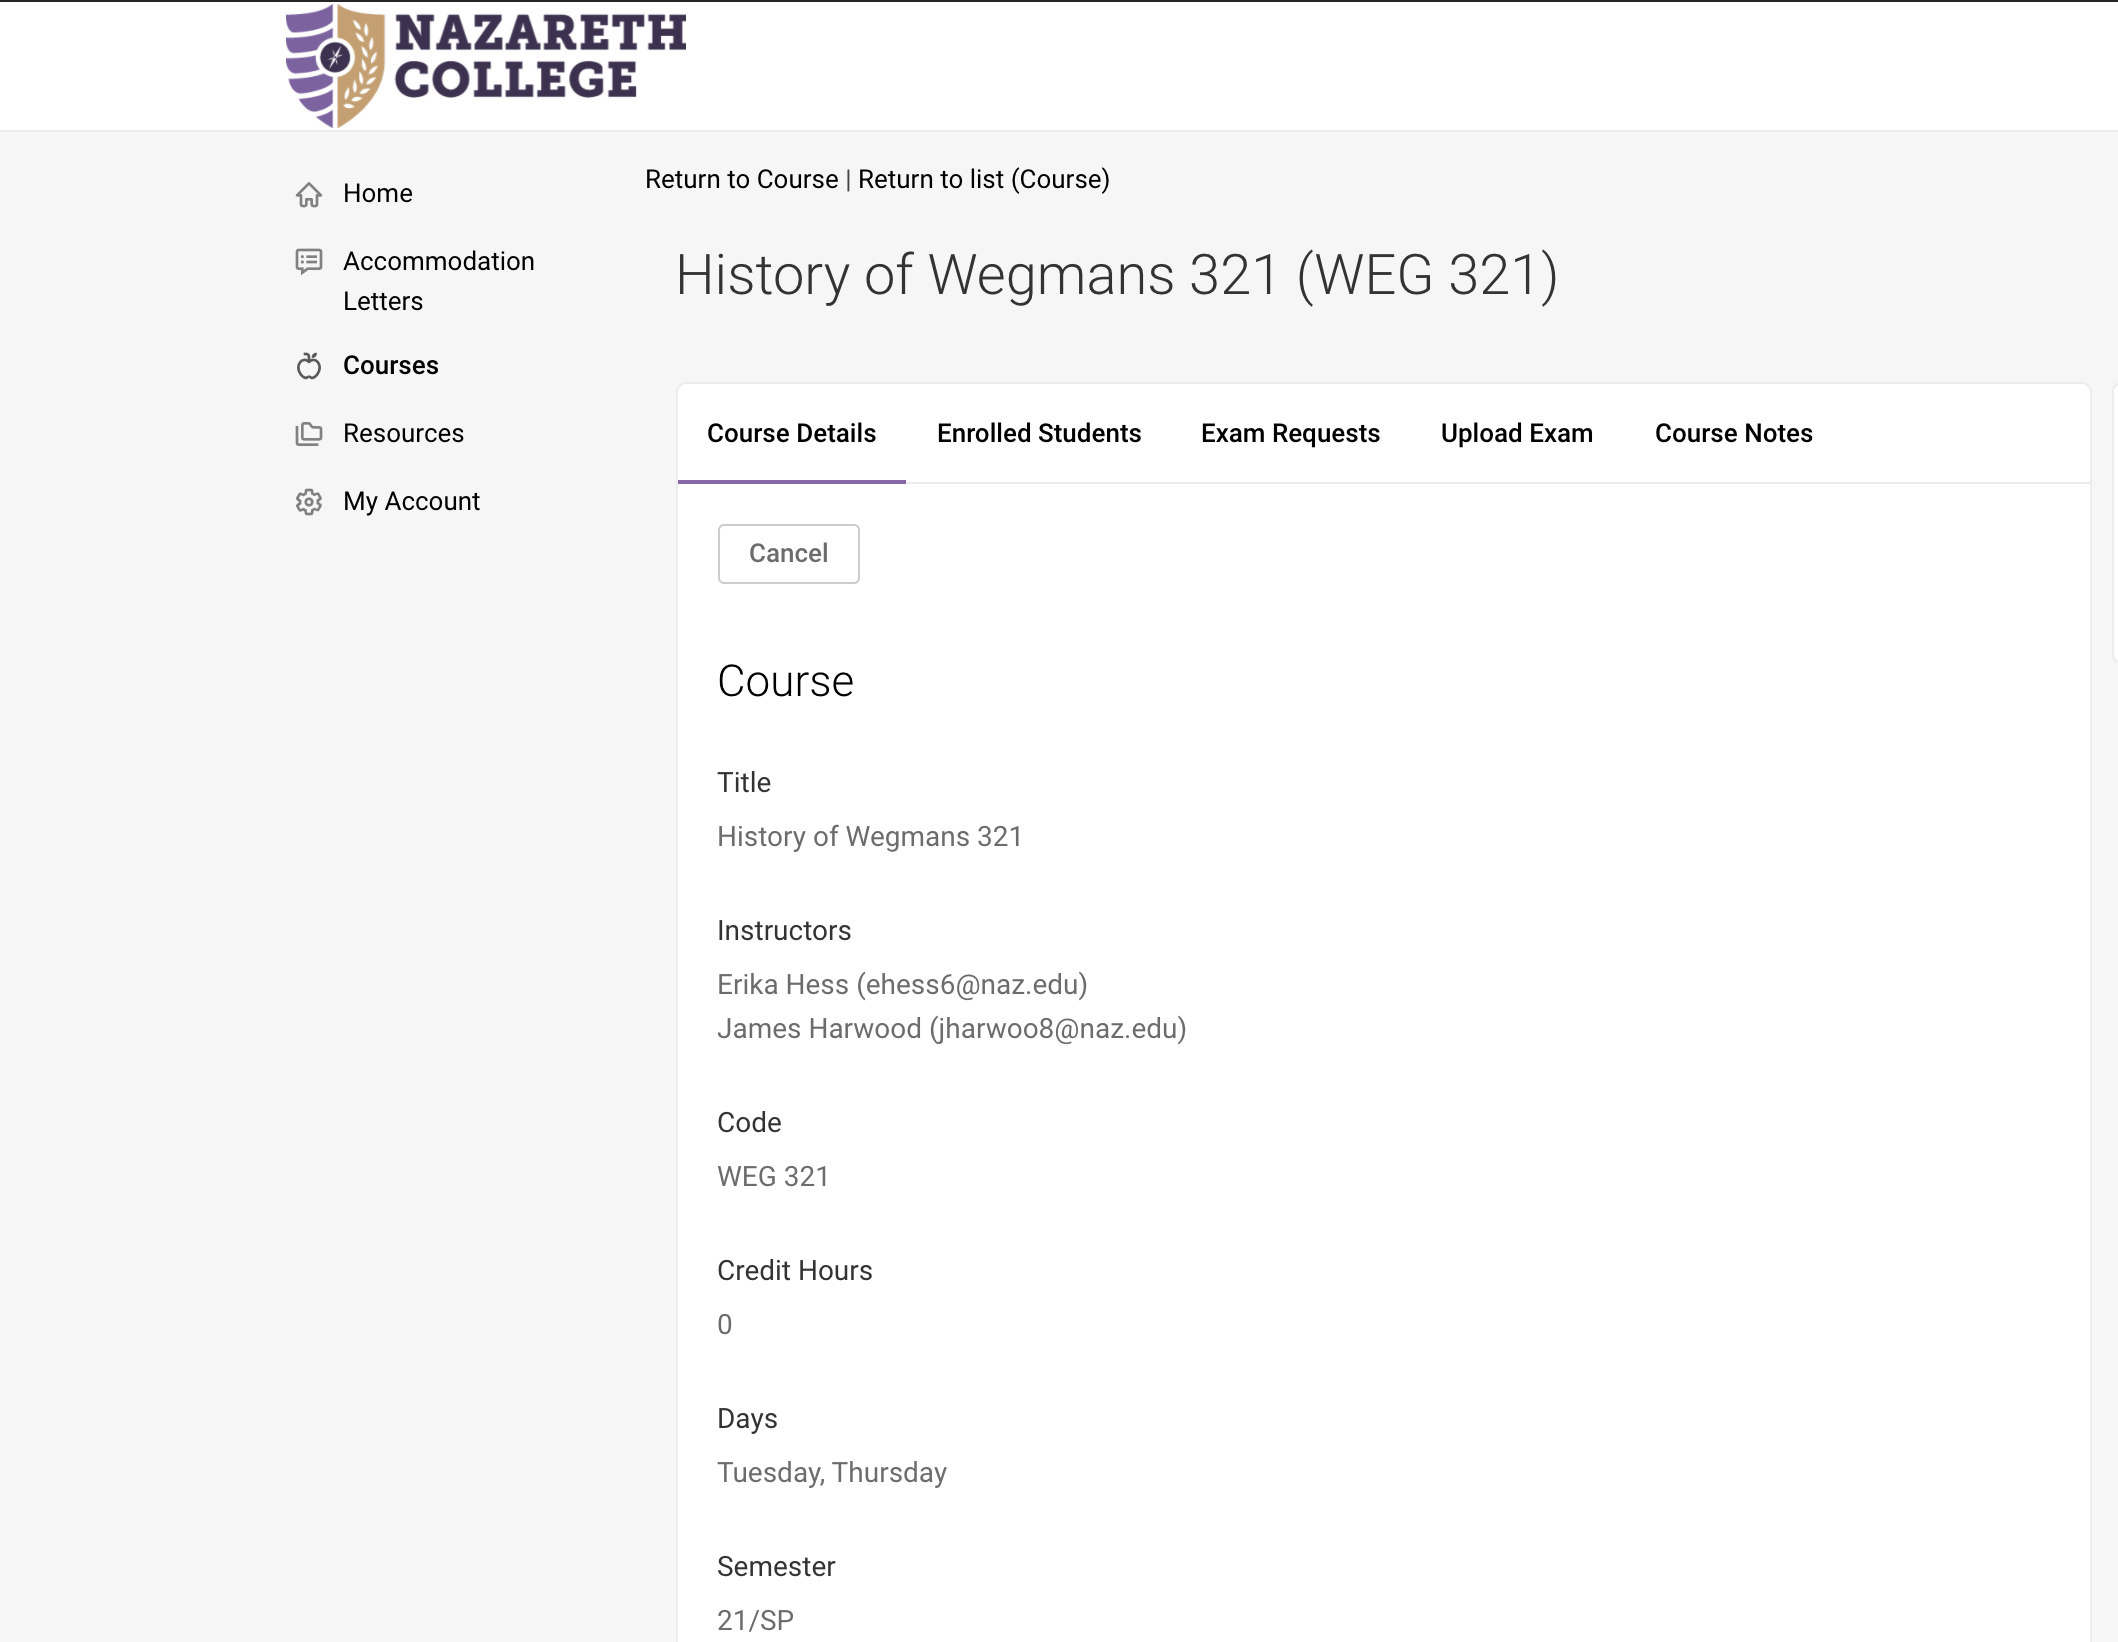 NAZARETH
COLLEGE
Home
Accommodation
Letters
Courses
Resources
My Account
Return to Course | Return to list (Course)
History of Wegmans 321 (WEG 321)
Course Details
Enrolled Students
Exam Requests
Upload Exam
Course Notes
Cancel
Course
Title
History of Wegmans 321
Instructors
Erika Hess (ehess6@naz.edu)
James Harwood (jharwoo8@naz.edu)
Code
WEG 321
Credit Hours
0
Days
Tuesday, Thursday
Semester
21/SP